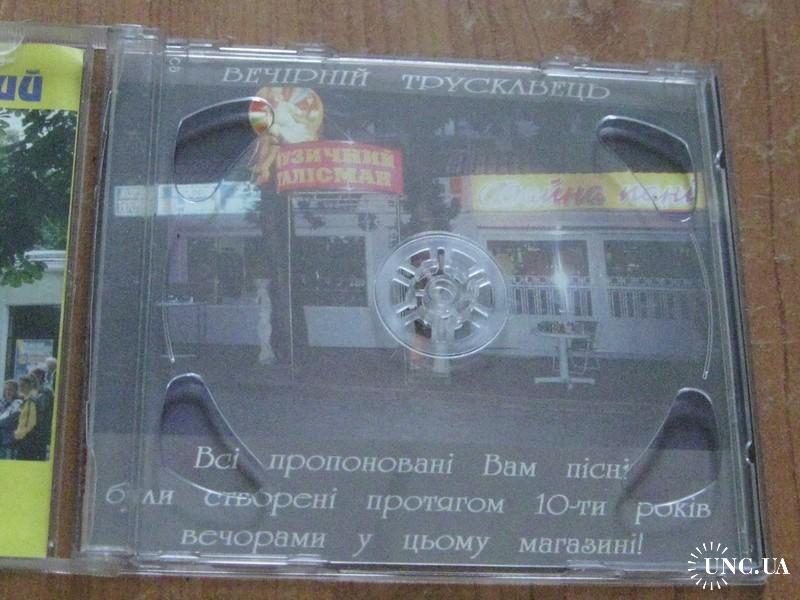 ВЕЧІРНІЙ ТРУСКАВЕЦЬ
МУЗИЧНИЙ
ТАЛІСМАН
пані
Всі пропоновані Вам пісні
були створені протягом 10-ти років
вечорами у цьому магазині!
UNC.UA